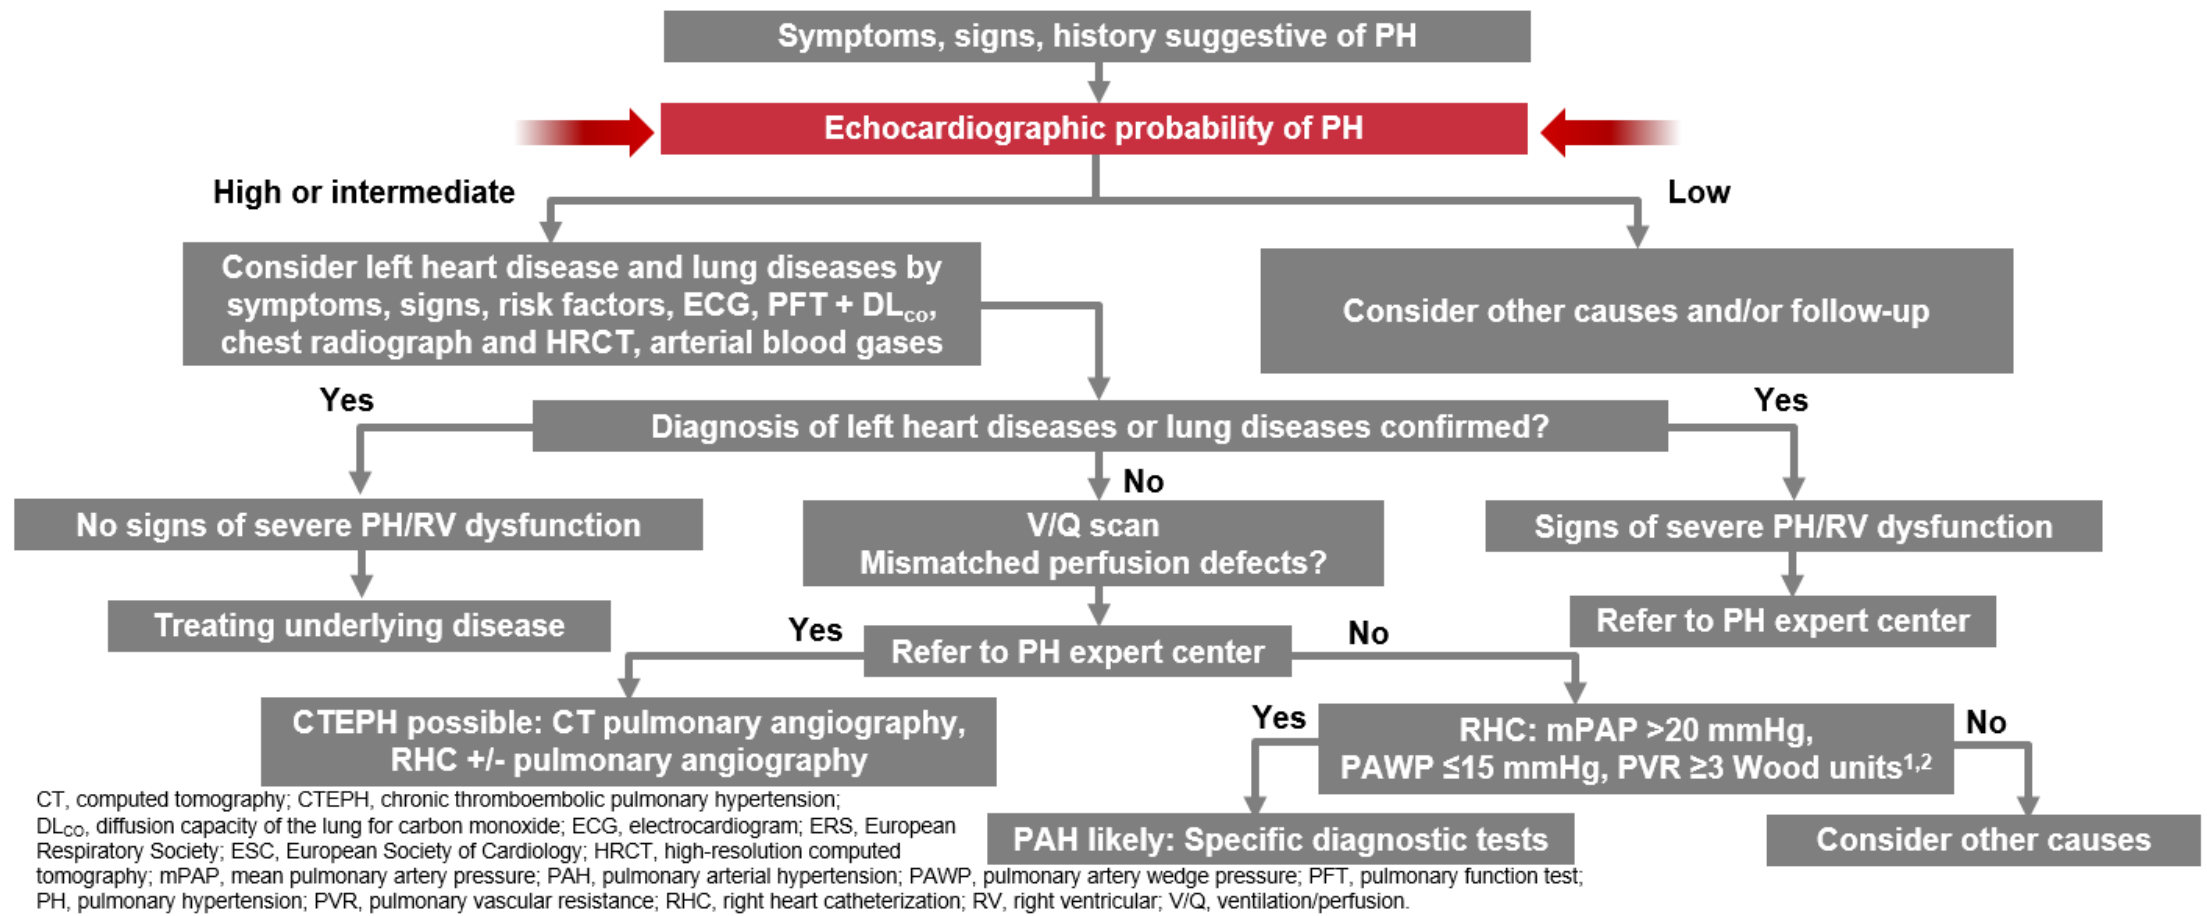 Symptoms, signs, history suggestive of PH
Echocardiographic probability of PH
High or intermediate
Low
Consider left heart disease and lung diseases by
symptoms, signs, risk factors, ECG, PFT + DLco,
chest radiograph and HRCT, arterial blood gases
Consider other causes and/or follow-up
Yes
Diagnosis of left heart diseases or lung diseases confirmed?
Yes
No
No signs of severe PH/RV dysfunction
V/Q scan
Mismatched perfusion defects?
Signs of severe PH/RV dysfunction
Treating underlying disease
Yes
Refer to PH expert center
No
Refer to PH expert center
CTEPH possible: CT pulmonary angiography,
RHC +/- pulmonary angiography
Yes
RHC: mPAP >20 mmHg,
PAWP ≤15 mmHg, PVR ≥3 Wood units1,2
No
PAH likely: Specific diagnostic tests
Consider other causes
CT, computed tomography; CTEPH, chronic thromboembolic pulmonary hypertension;
DLCO, diffusion capacity of the lung for carbon monoxide; ECG, electrocardiogram; ERS, European
Respiratory Society; ESC, European Society of Cardiology; HRCT, high-resolution computed
tomography; mPAP, mean pulmonary artery pressure; PAH, pulmonary arterial hypertension; PAWP, pulmonary artery wedge pressure; PFT, pulmonary function test;
PH, pulmonary hypertension; PVR, pulmonary vascular resistance; RHC, right heart catheterization; RV, right ventricular; V/Q, ventilation/perfusion.